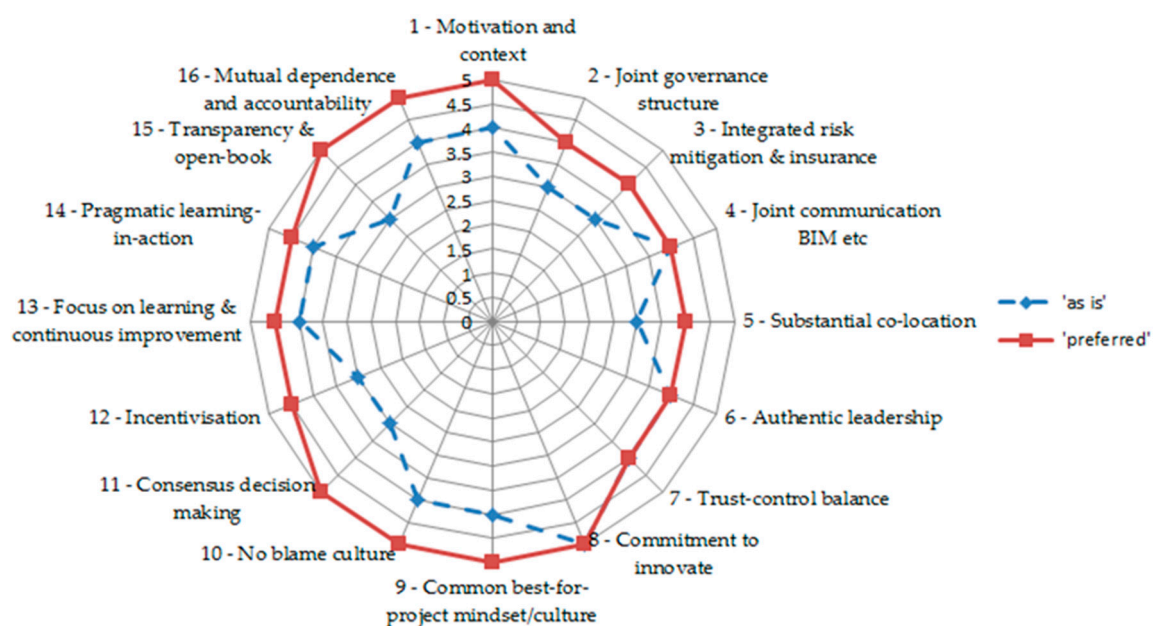 1 - Motivation and
context
2 - Joint governance
structure
3 - Integrated risk
mitigation & insurance
4 - Joint communication
BIM etc
5 - Substantial co-location
6 - Authentic leadership
7 - Trust-control balance
8 - Commitment to
innovate
9 - Common best-for-
project mindset/culture
10 - No blame culture
11 - Consensus decision
making
12 - Incentivisation
13 - Focus on learning &
continuous improvement
14 - Pragmatic learning-
in-action
15 - Transparency &
open-book
16 - Mutual dependence
and accountability
5
4.5
4
3.5
3
2.5
2
1.5
1
0.5
0
'as is'
'preferred'